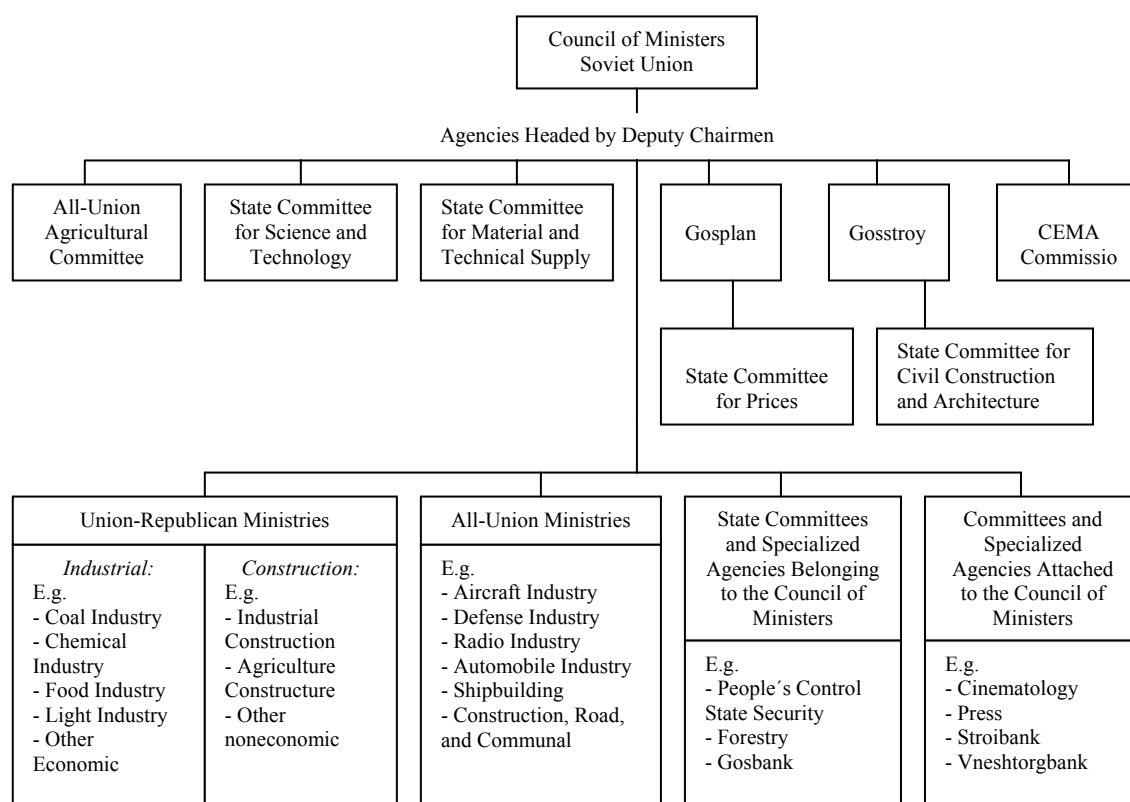 Council of Ministers
Soviet Union
Agencies Headed by Deputy Chairmen
All-Union
Agricultural
Committee
State Committee
for Science and
Technology
State Committee
for Material and
Technical Supply
Gosplan
Gosstroy
CEMA
Commissio
State Committee
for Prices
State Committee for
Civil Construction
and Architecture
Union-Republican Ministries
Industrial:
E.g.
- Coal Industry
- Chemical
Industry
- Food Industry
- Light Industry
- Other
Economic
Construction:
E.g.
- Industrial
Construction
- Agriculture
Constructure
- Other
noneconomic
All-Union Ministries
E.g.
- Aircraft Industry
- Defense Industry
- Radio Industry
- Automobile Industry
- Shipbuilding
- Construction, Road,
and Communal
State Committees
and Specialized
Agencies Belonging
to the Council of
Ministers
E.g.
- People´s Control
State Security
- Forestry
- Gosbank
Committees and
Specialized
Agencies Attached
to the Council of
Ministers
E.g.
- Cinematology
- Press
- Stroibank
- Vneshtorgbank